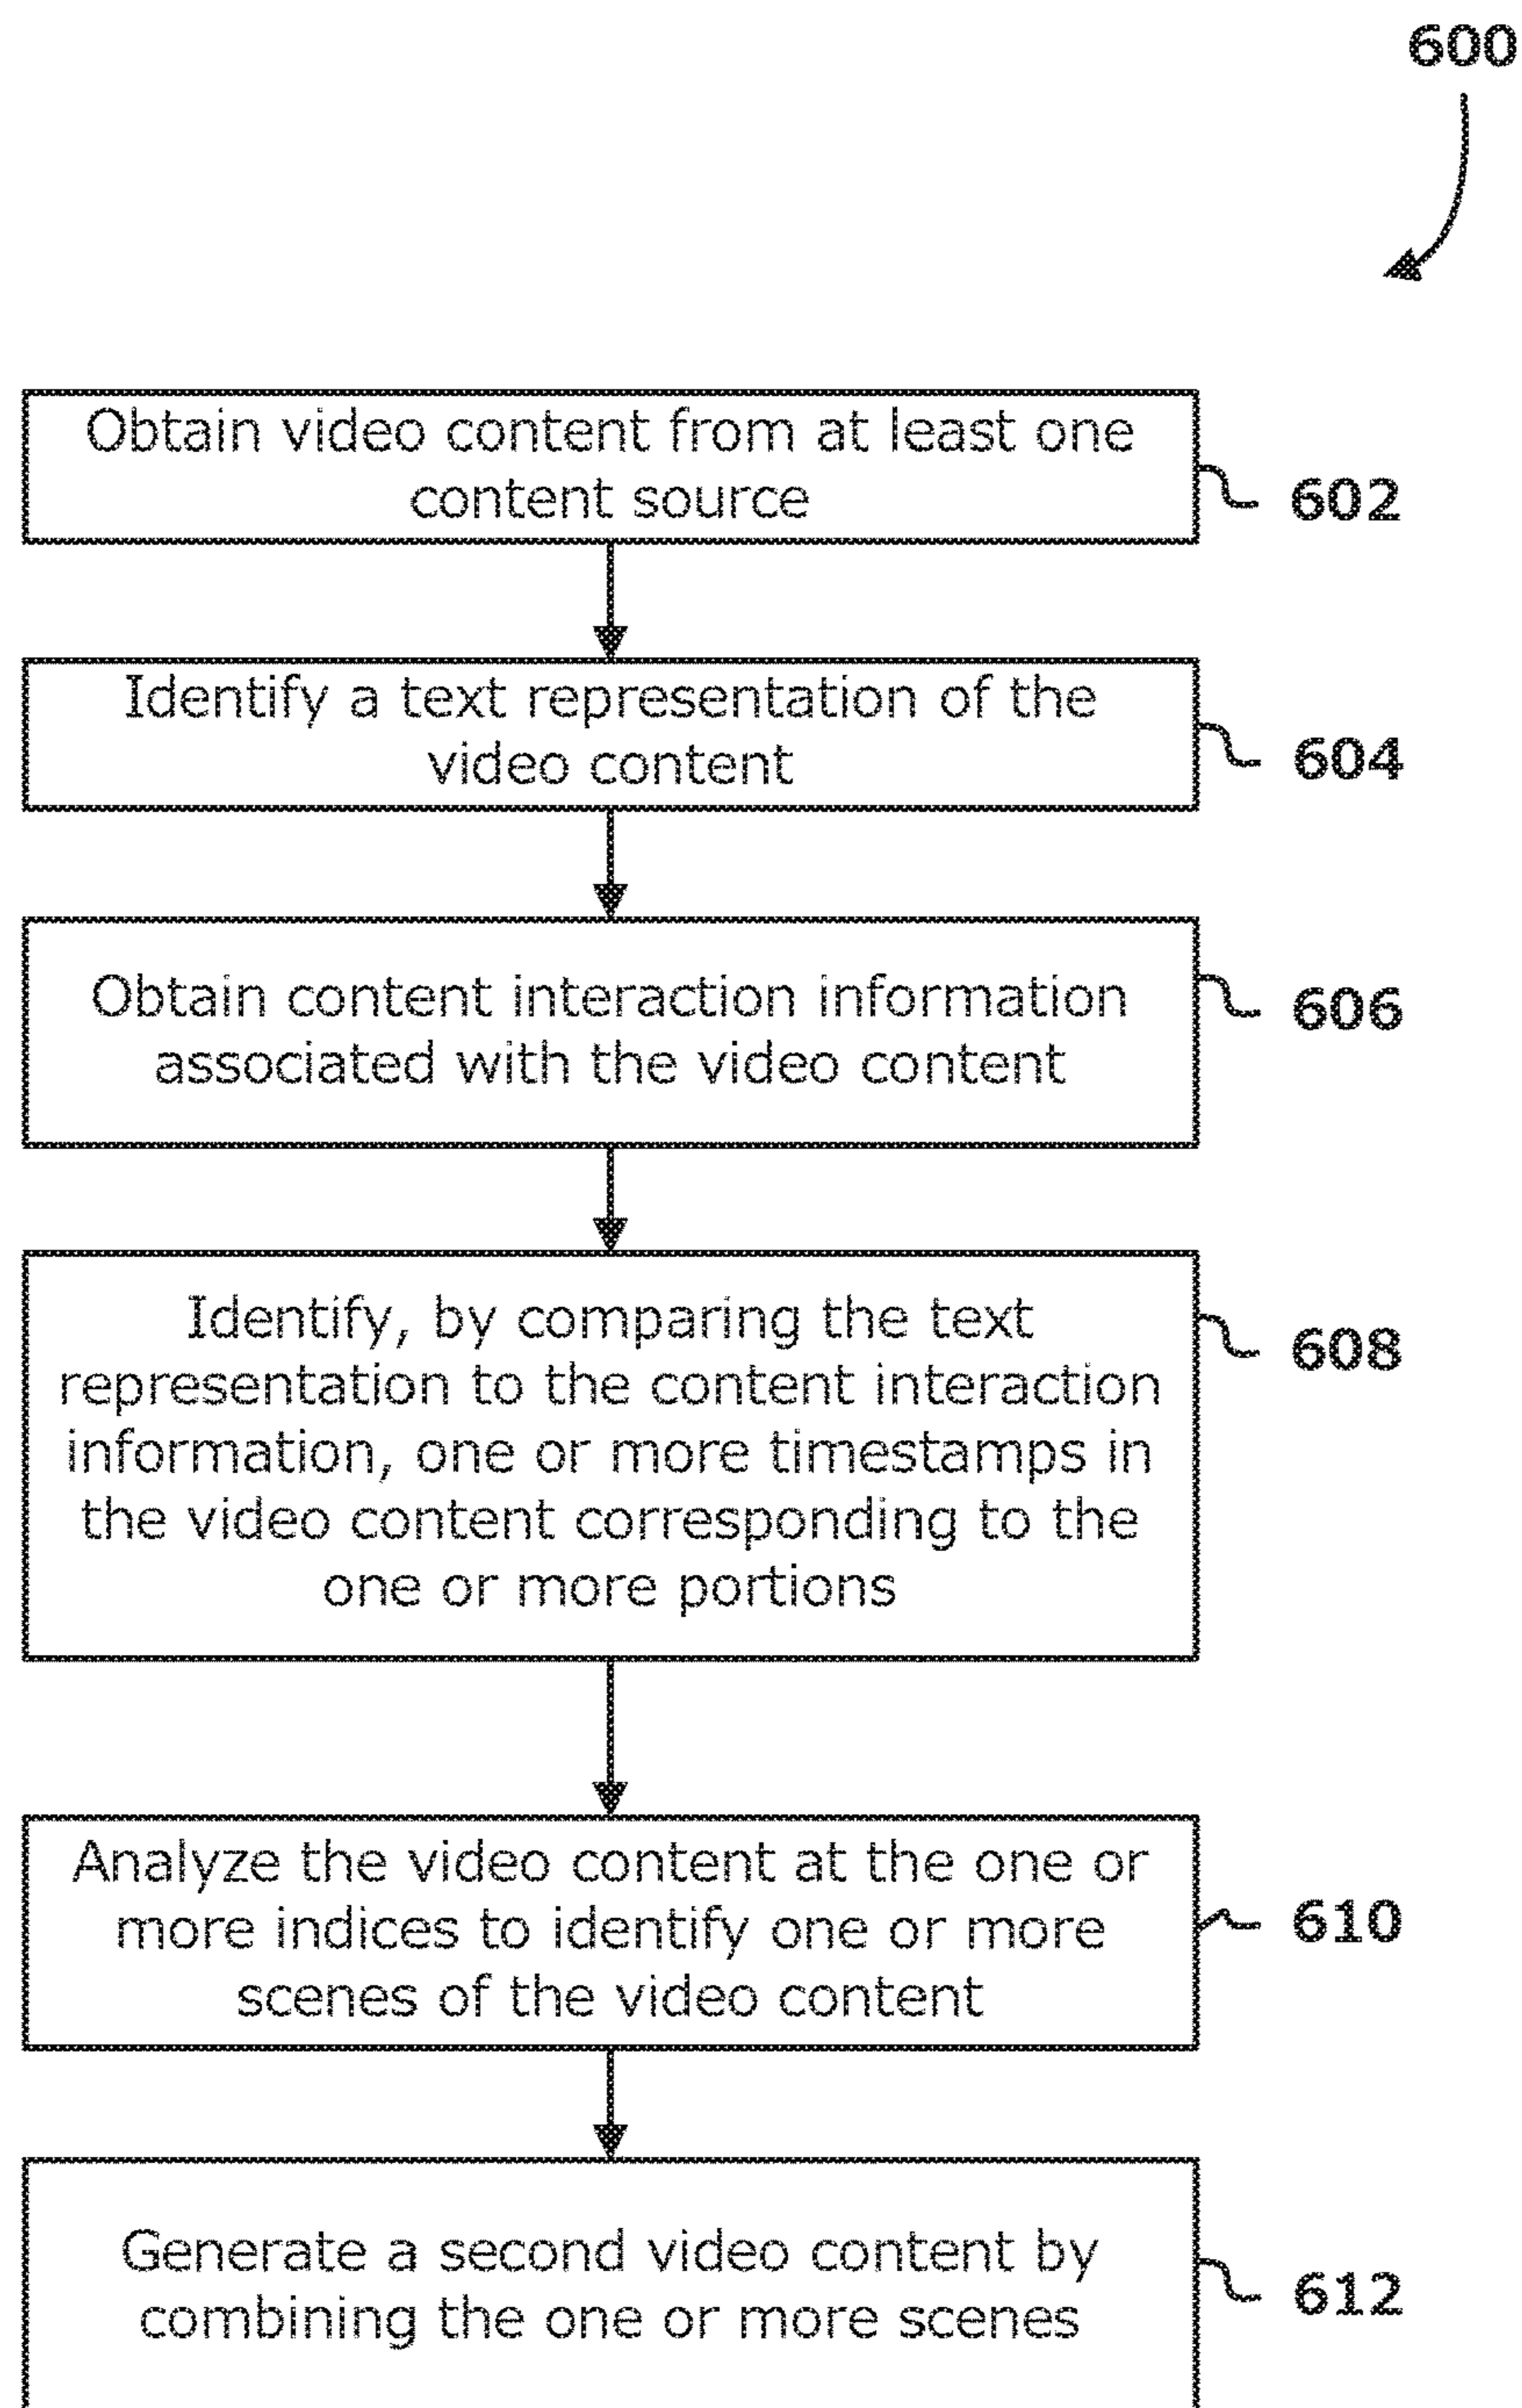 600
Obtain video content from at least one
content source
602
Identify a text representation of the
video content
604
Obtain content interaction information
associated with the video content
606
Identify, by comparing the text
representation to the content interaction
information, one or more timestamps in
the video content corresponding to the
one or more portions
608
Analyze the video content at the one or
more indices to identify one or more
scenes of the video content
610
Generate a second video content by
combining the one or more scenes
612